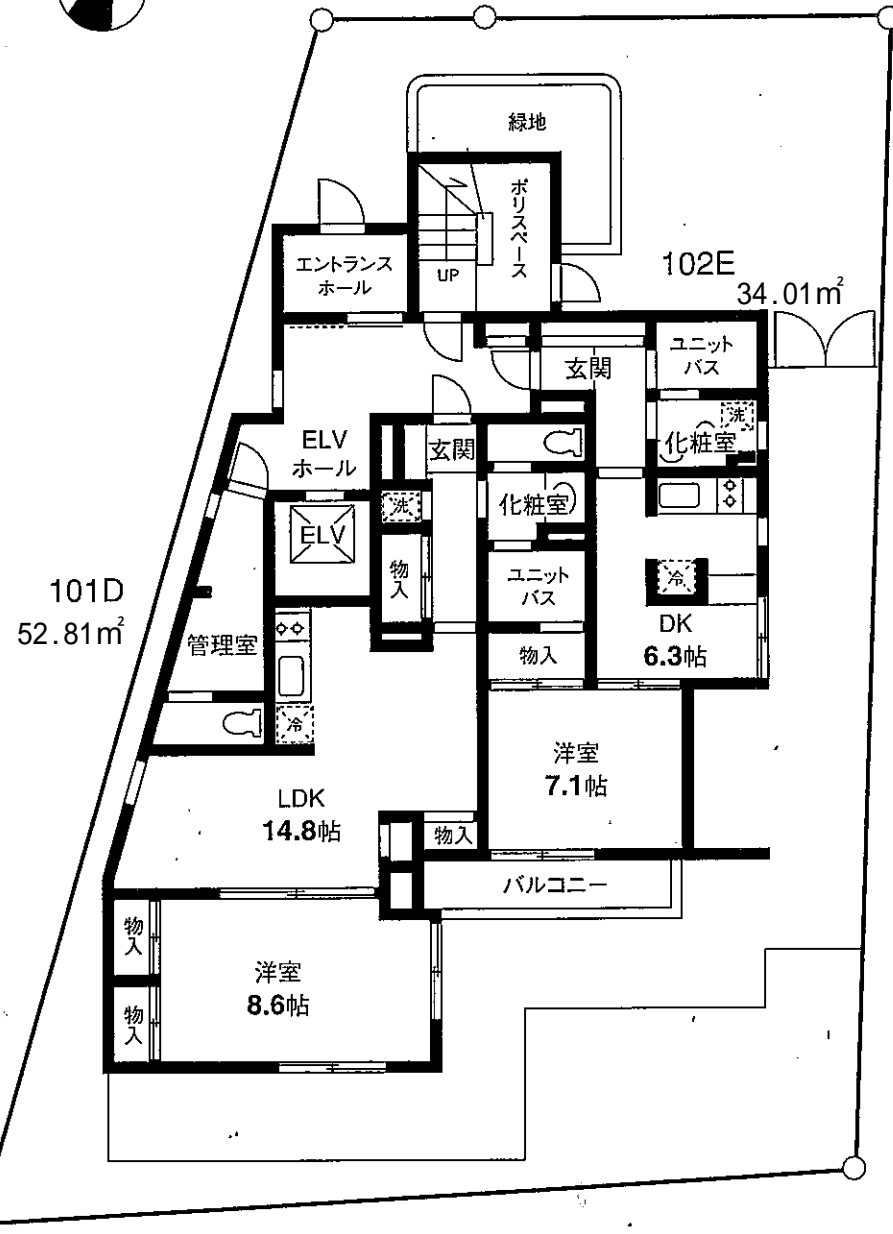 緑地
ポリスペース
エントランス
ホール
UP
102E
34.01㎡
ユニット
バス
玄関
洗
化粧室
ELV
ホール
玄関
洗
化粧室
ELV
物入
ユニット
バス
冷
101D
52.81㎡
管理室
DK
6.3帖
物入
冷
洋室
7.1帖
LDK
14.8帖
物入
バルコニー
物入
洋室
8.6帖
物入